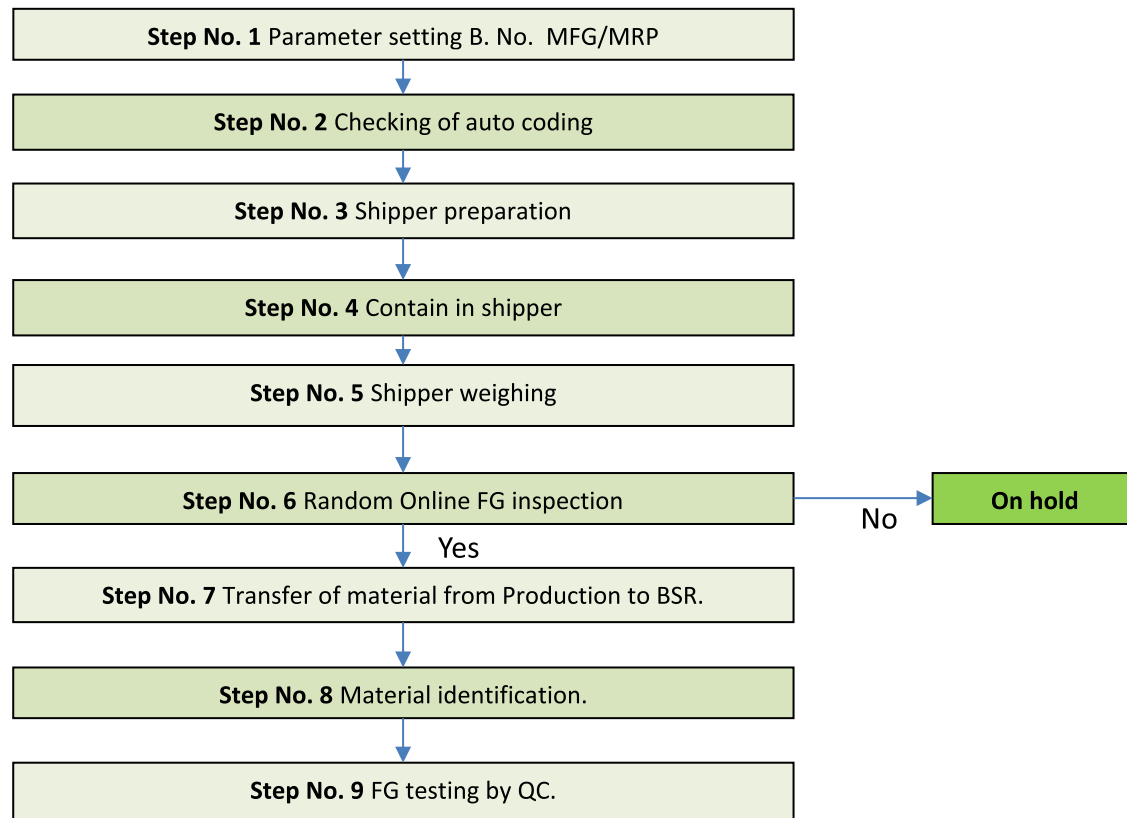 Step No. 1 Parameter setting B. No.  MFG/MRP
Step No. 2 Checking of auto coding
Step No. 3 Shipper preparation
Step No. 4 Contain in shipper
Step No. 5 Shipper weighing
Step No. 6 Random Online FG inspection
On hold
No
Yes
Step No. 7 Transfer of material from Production to BSR.
Step No. 8 Material identification.
Step No. 9 FG testing by QC.